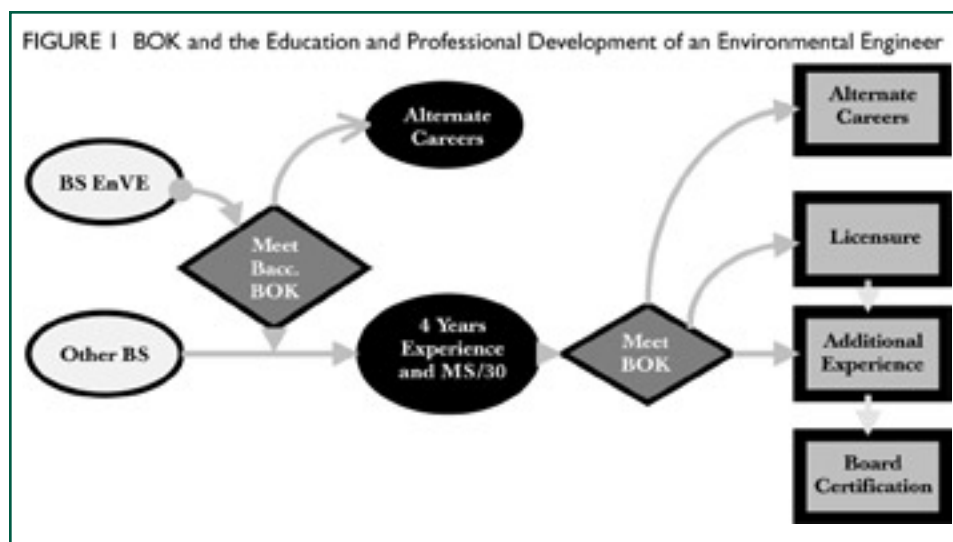 FIGURE 1 BOK and the Education and Professional Development of an Environmental Engineer
Alternate
Careers
Alternate
Careers
BS EnVE
Meet
Bacc.
BOK
Licensure
Other BS
4 Years
Experience
and MS/30
Meet
BOK
Additional
Experience
Board
Certification